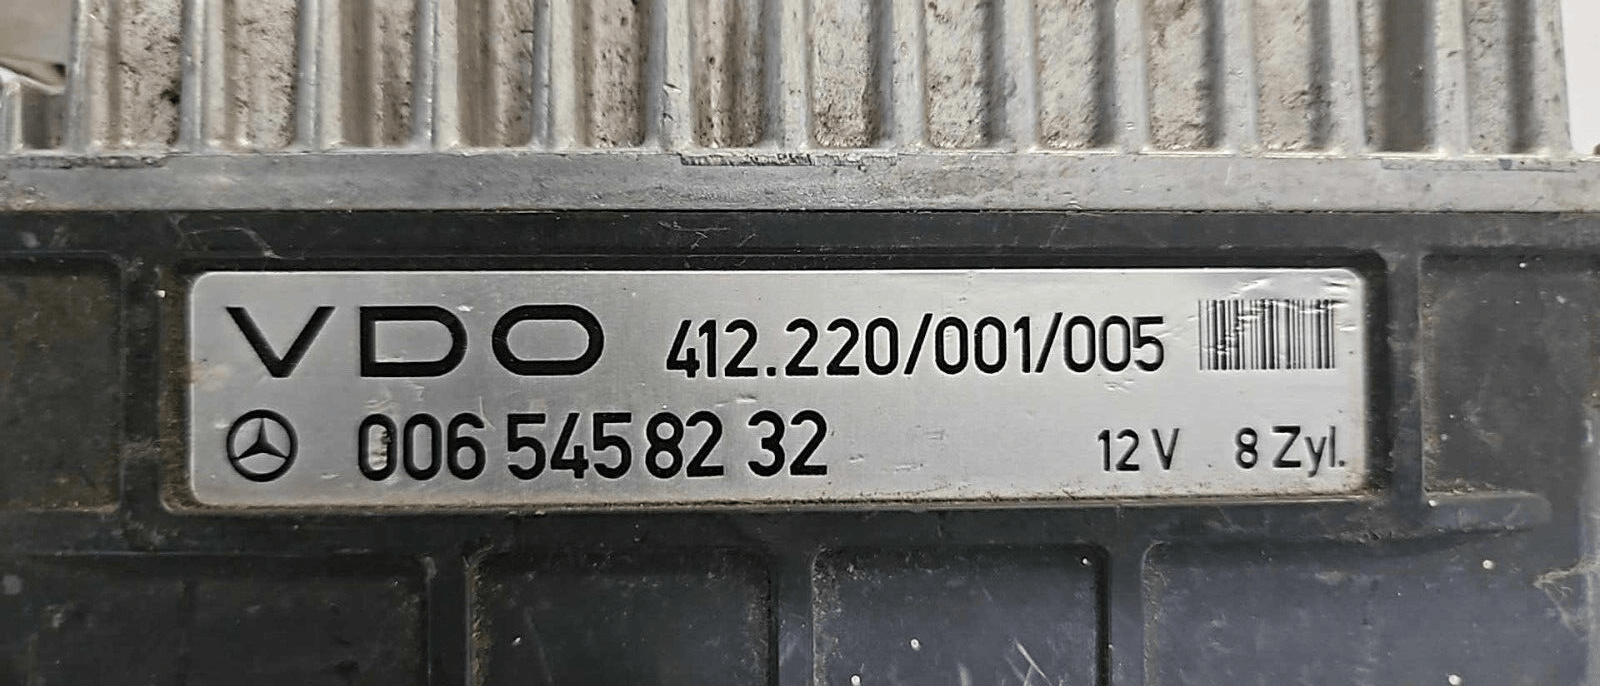 VDO 412.220/001/005
006 545 82 32 12 V 8 Zyl.